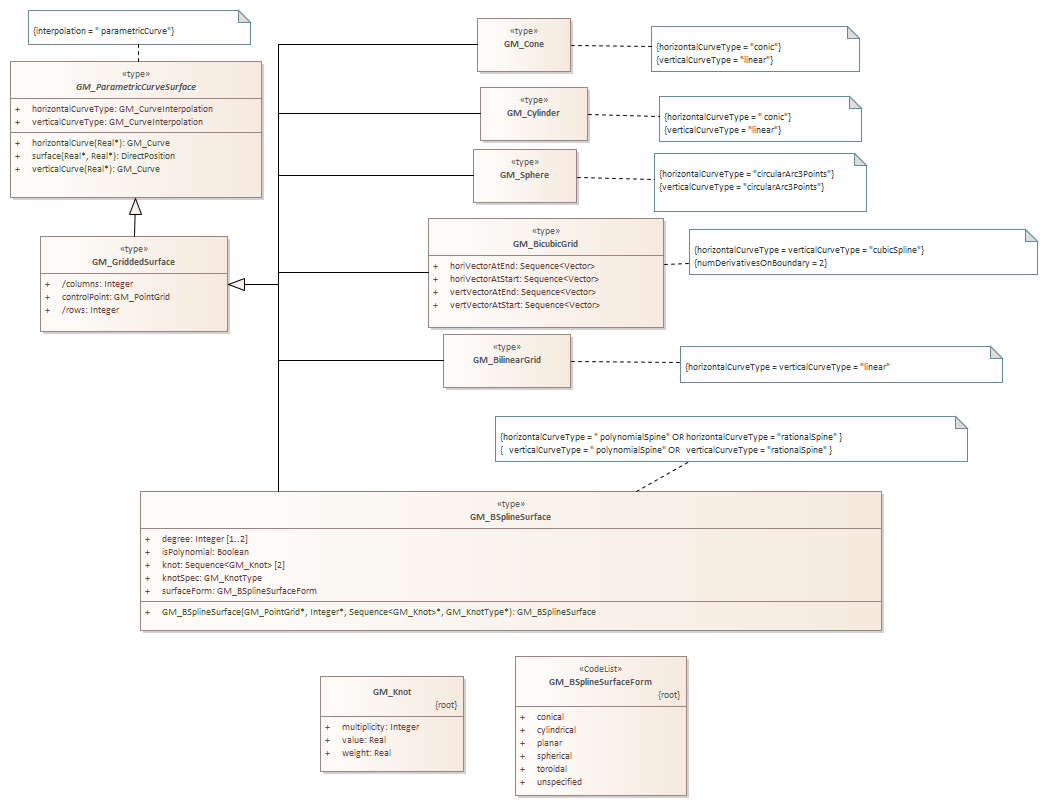 {interpolation = " parametricCurve"}
«type»
GM_ParametricCurveSurface
+ horizontalCurveType: GM_CurveInterpolation
+ verticalCurveType: GM_CurveInterpolation
+ horizontalCurve(Real*): GM_Curve
+ surface(Real*, Real*): DirectPosition
+ verticalCurve(Real*): GM_Curve
«type»
GM_GriddedSurface
+ /columns: Integer
+ controlPoint: GM_PointGrid
+ /rows: Integer
«type»
GM_Cone
{horizontalCurveType = "conic"}
{verticalCurveType = "linear"}
«type»
GM_Cylinder
{horizontalCurveType = " conic"}
{verticalCurveType = "linear"}
«type»
GM_Sphere
{horizontalCurveType = "circularArc3Points"}
{verticalCurveType = "circularArc3Points"}
«type»
GM_BicubicGrid
+ horiVectorAtEnd: Sequence<Vector>
+ horiVectorAtStart: Sequence<Vector>
+ vertVectorAtEnd: Sequence<Vector>
+ vertVectorAtStart: Sequence<Vector>
{horizontalCurveType = verticalCurveType = "cubicSpline"}
{numDerivativesOnBoundary = 2}
«type»
GM_BilinearGrid
{horizontalCurveType = verticalCurveType = "linear"
{horizontalCurveType = " polynomialSpine" OR horizontalCurveType = "rationalSpine" }
{ verticalCurveType = " polynomialSpine" OR verticalCurveType = "rationalSpine" }
«type»
GM_BSplineSurface
+ degree: Integer [1..2]
+ isPolynomial: Boolean
+ knot: Sequence<GM_Knot> [2]
+ knotSpec: GM_KnotType
+ surfaceForm: GM_BSplineSurfaceForm
+ GM_BSplineSurface(GM_PointGrid*, Integer*, Sequence<GM_Knot>*, GM_KnotType*): GM_BSplineSurface
GM_Knot
{root}
+ multiplicity: Integer
+ value: Real
+ weight: Real
«CodeList»
GM_BSplineSurfaceForm
{root}
+ conical
+ cylindrical
+ planar
+ spherical
+ toroidal
+ unspecified